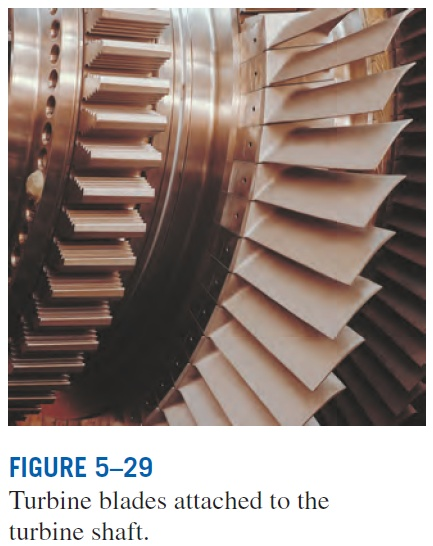 FIGURE 5–29
Turbine blades attached to the
turbine shaft.